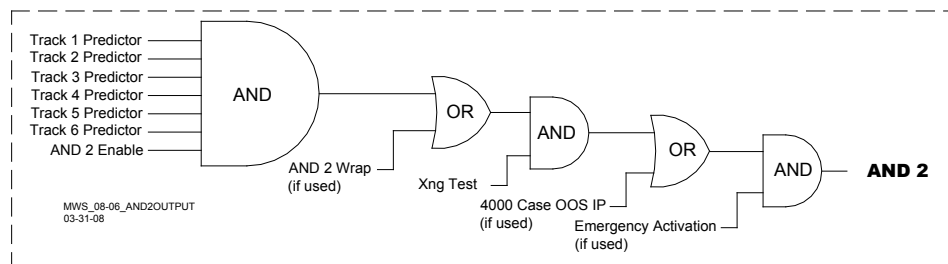 Track 1 Predictor
Track 2 Predictor
Track 3 Predictor
Track 4 Predictor
Track 5 Predictor
Track 6 Predictor
AND 2 Enable
AND
OR
AND 2 Wrap
(if used)
AND
Xng Test
OR
4000 Case OOS IP
(if used)
AND
Emergency Activation
(if used)
AND 2
MWS_08-06_AND2OUTPUT
03-31-08